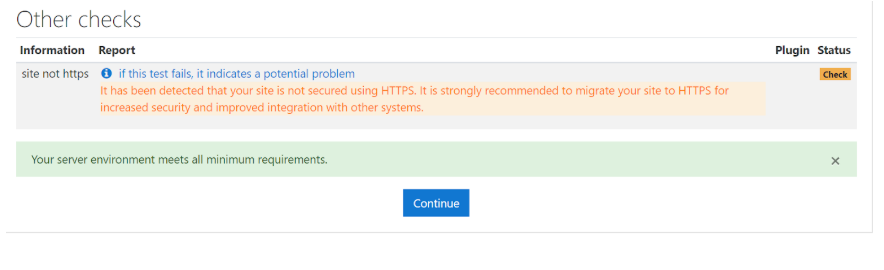 Other checks
Information Report Plugin Status
site not https if this test fails, it indicates a potential problem Check
It has been detected that your site is not secured using HTTPS. It is strongly recommended to migrate your site to HTTPS for
increased security and improved integration with other systems.
Your server environment meets all minimum requirements. ×
Continue